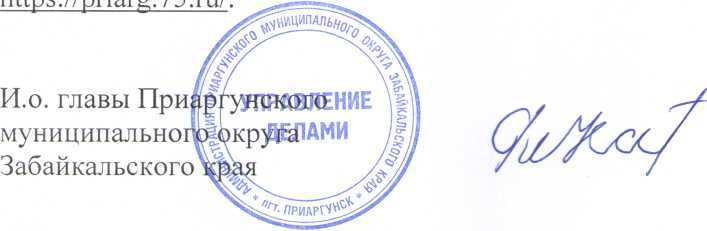 https://priarg.75.ru/.
И.о. главы Приаргунского
муниципального округа
Забайкальского края
АДМИНИСТРАЦИЯ ПРИАРГУНСКОГО МУНИЦИПАЛЬНОГО ОКРУГА ЗАБАЙКАЛЬСКОГО КРАЯ
* пгт. ПРИАРГУНСК *
УПРАВЛЕНИЕ
ДЕЛАМИ